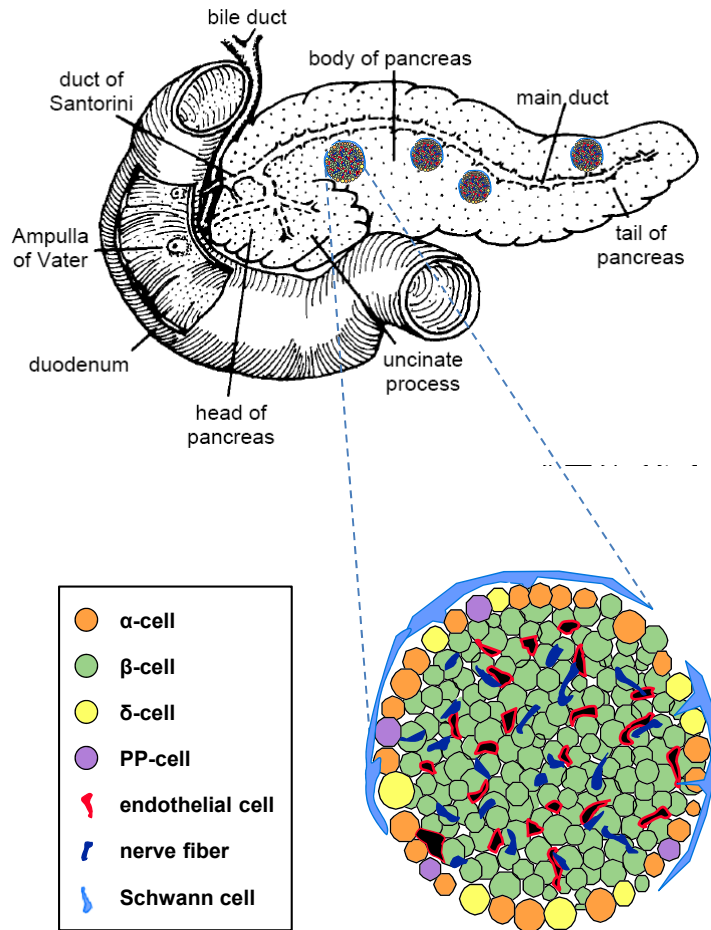 bile duct
duct of
Santorini
body of pancreas
main duct
Ampulla
of Vater
tail of
pancreas
duodenum
uncinate
process
head of
pancreas
α-cell
β-cell
δ-cell
PP-cell
endothelial cell
nerve fiber
Schwann cell